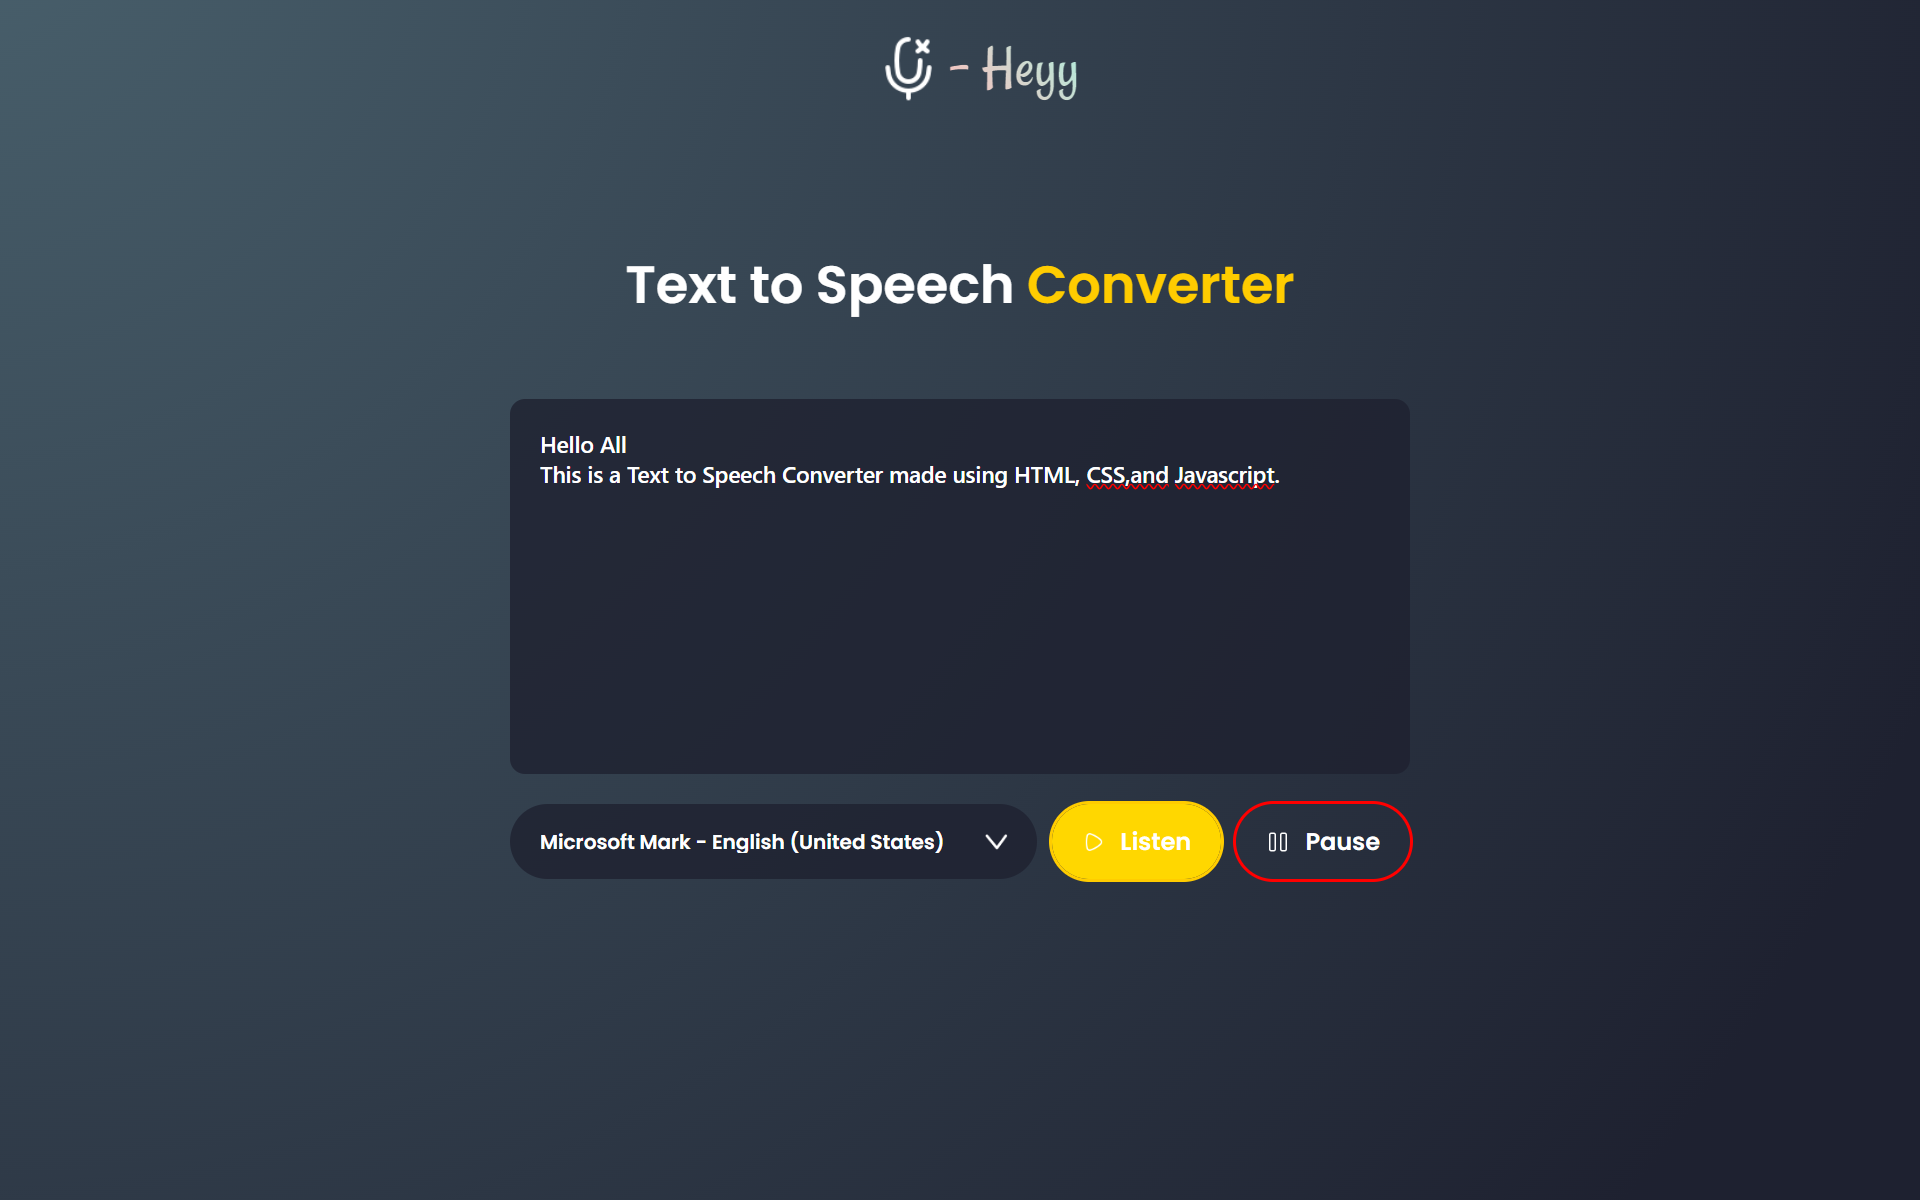 - Heyy
Text to Speech Converter
Hello All
This is a Text to Speech Converter made using HTML, CSS,and Javascript.
Microsoft Mark - English (United States)
Listen
Pause